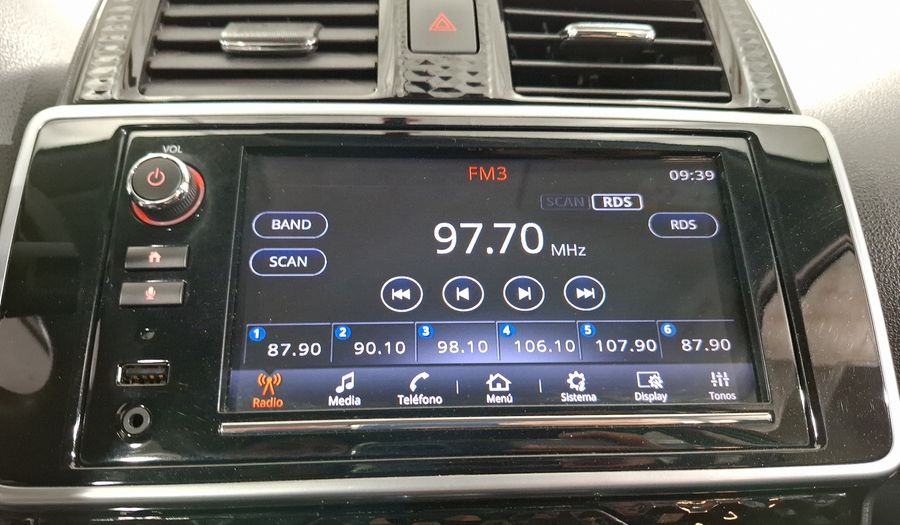 VOL
FM3
09:39
SCAN RDS
BAND
97.70 MHz
RDS
SCAN
1 87.90
2 90.10
3 98.10
4 106.10
5 107.90
6 87.90
Radio
Media
Teléfono
Menú
Sistema
Display
Tonos